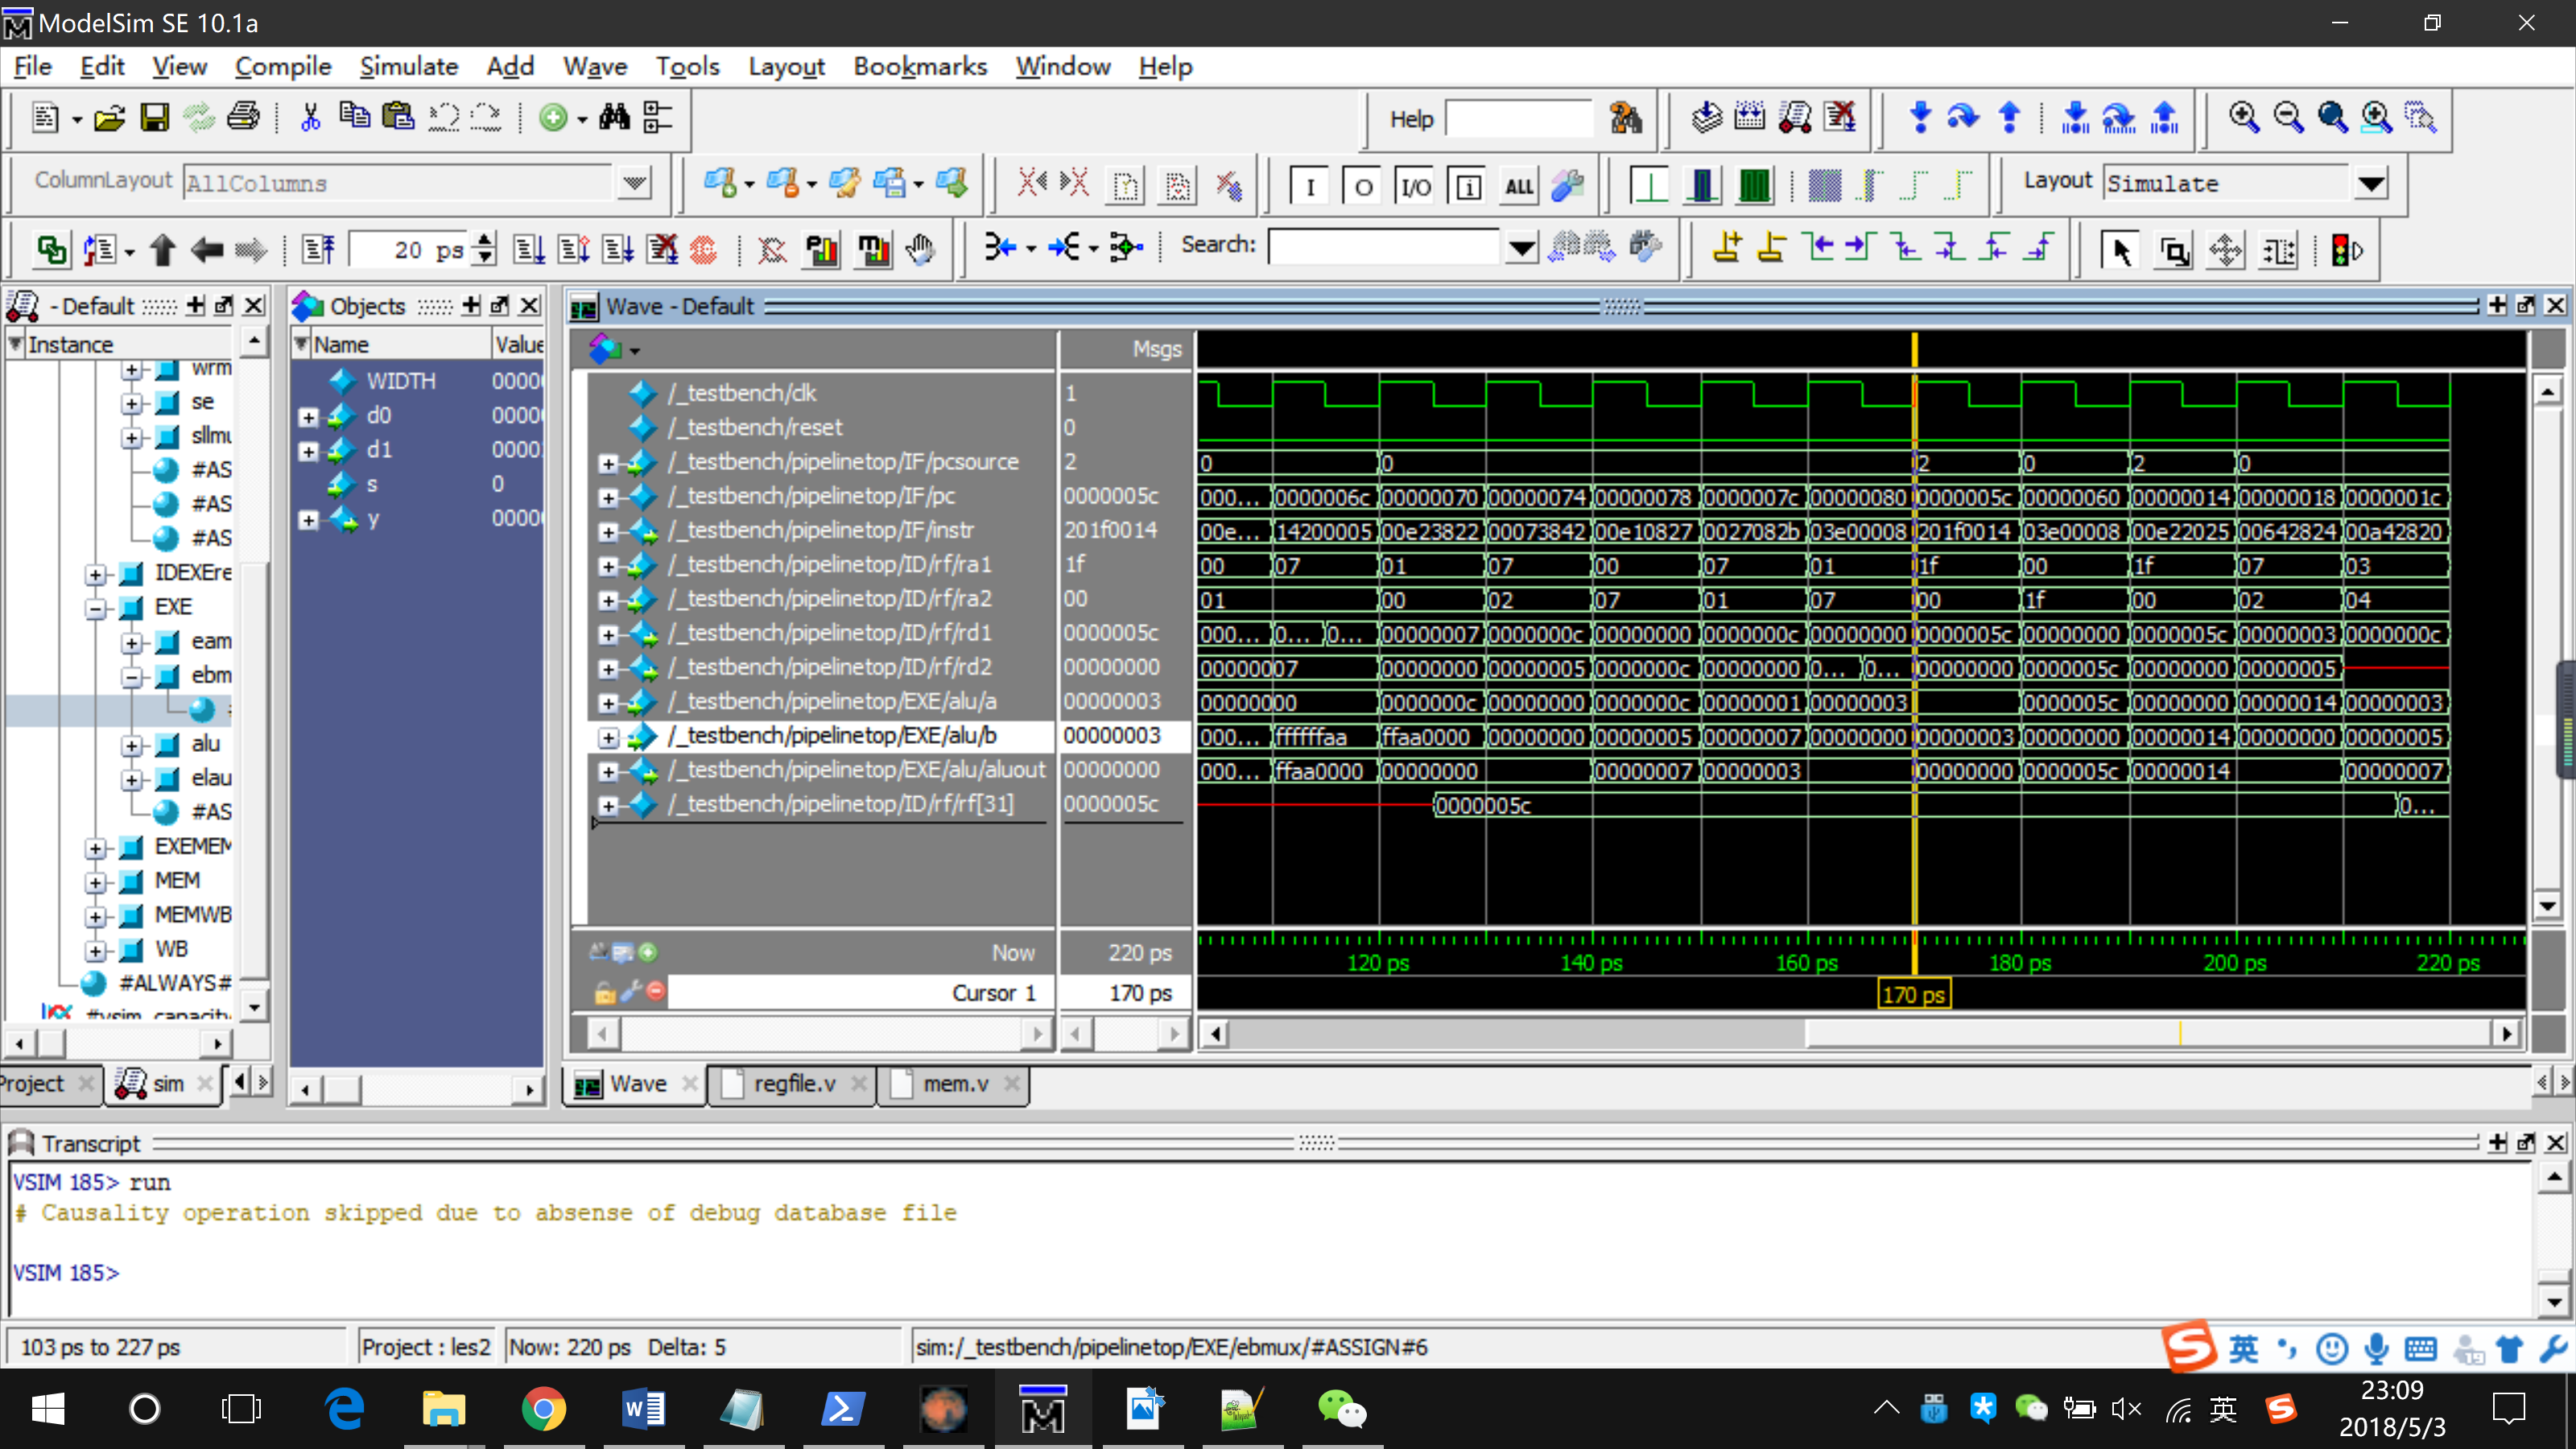 ModelSim SE 10.1a
File Edit View Compile Simulate Add Wave Tools Layout Bookmarks Window Help
Help
ColumnLayout AllColumns I O I/O i ALL Layout Simulate
20 ps Search:
- Default Objects Wave - Default
Instance Name Value Msgs
wrm
se
sllmu
#AS
#AS
#AS
IDEXEre
EXE
eam
ebm
alu
elau
#AS
EXEMEM
MEM
MEMWB
WB
#ALWAYS#
#vsim_capacity
WIDTH 0000
d0 0000
d1 0000
s 0
y 0000
/_testbench/clk 1
/_testbench/reset 0
/_testbench/pipelinetop/IF/pcsource 2 0 0 2 0 2 0
/_testbench/pipelinetop/IF/pc 0000005c 000... 0000006c 00000070 00000074 00000078 0000007c 00000080 0000005c 00000060 00000014 00000018 0000001c
/_testbench/pipelinetop/IF/instr 201f0014 00e... 14200005 00e23822 00073842 00e10827 0027082b 03e00008 201f0014 03e00008 00e22025 00642824 00a42820
/_testbench/pipelinetop/ID/rf/ra1 1f 00 07 01 07 00 07 01 1f 00 1f 07 03
/_testbench/pipelinetop/ID/rf/ra2 00 01 00 02 07 01 07 00 1f 00 02 04
/_testbench/pipelinetop/ID/rf/rd1 0000005c 000... 0... 0... 00000007 0000000c 00000000 0000000c 00000000 0000005c 00000000 0000005c 00000003 0000000c
/_testbench/pipelinetop/ID/rf/rd2 00000000 00000007 00000000 00000005 0000000c 00000000 0... 0... 00000000 0000005c 00000000 00000005
/_testbench/pipelinetop/EXE/alu/a 00000003 00000000 0000000c 00000000 0000000c 00000001 00000003 0000005c 00000000 00000014 00000003
/_testbench/pipelinetop/EXE/alu/b 00000003 000... ffffffaa ffaa0000 00000000 00000005 00000007 00000000 00000003 00000000 00000014 00000000 00000005
/_testbench/pipelinetop/EXE/alu/aluout 00000000 000... ffaa0000 00000000 00000007 00000003 00000000 0000005c 00000014 00000007
/_testbench/pipelinetop/ID/rf/rf[31] 0000005c 0000005c 0...
Now 220 ps 120 ps 140 ps 160 ps 180 ps 200 ps 220 ps
Cursor 1 170 ps 170 ps
Project sim Wave regfile.v mem.v
Transcript
VSIM 185> run
# Causality operation skipped due to absense of debug database file
VSIM 185>
103 ps to 227 ps Project : les2 Now: 220 ps Delta: 5 sim:/_testbench/pipelinetop/EXE/ebmux/#ASSIGN#6
英
23:09
英
2018/5/3